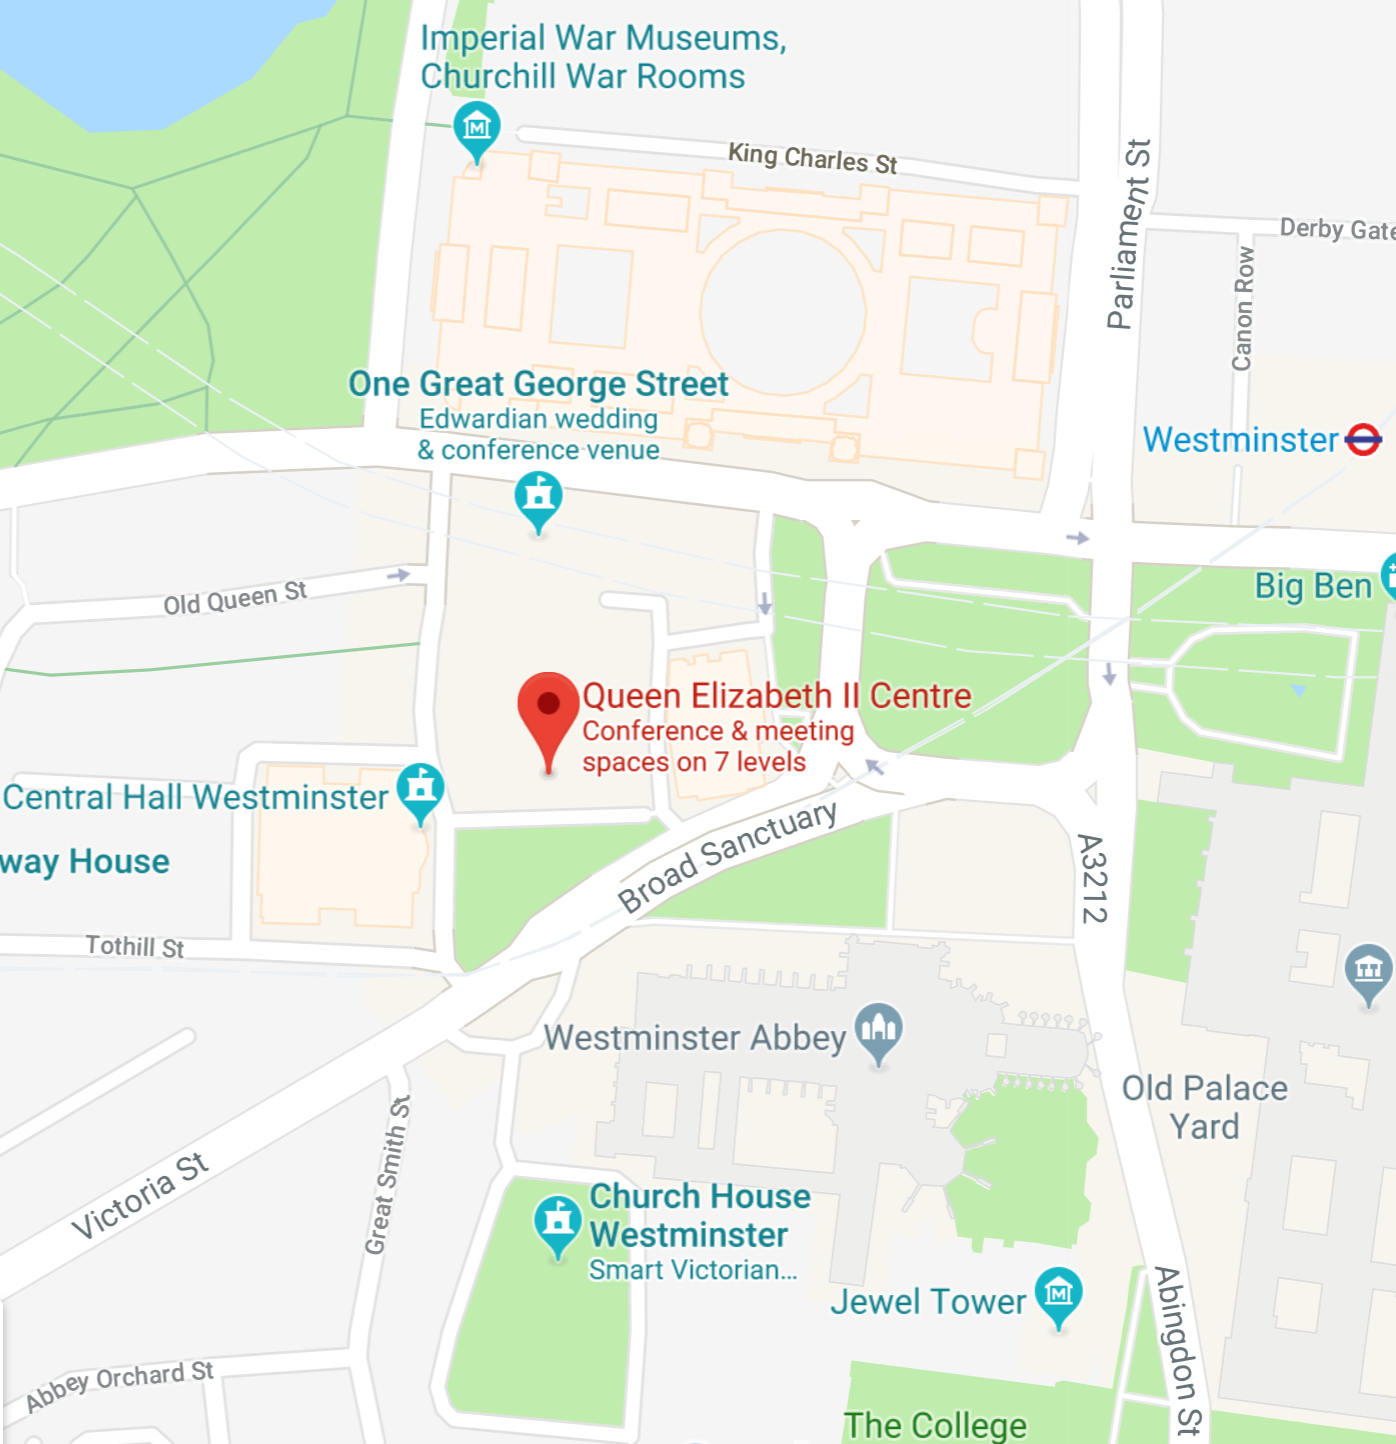 Imperial War Museums,
Churchill War Rooms
King Charles St
Parliament St
Derby Gate
Canon Row
One Great George Street
Edwardian wedding
& conference venue
Westminster
Big Ben
Old Queen St
Queen Elizabeth II Centre
Conference & meeting
spaces on 7 levels
Central Hall Westminster
way House
Broad Sanctuary
A3212
Tothill St
Westminster Abbey
Old Palace
Yard
Great Smith St
Victoria St
Church House
Westminster
Smart Victorian...
Jewel Tower
Abingdon St
Abbey Orchard St
The College